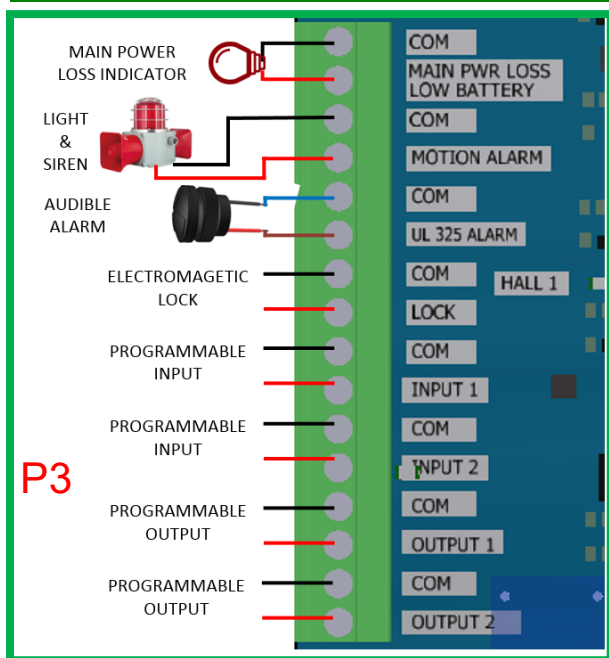 MAIN POWER
LOSS INDICATOR
COM
MAIN PWR LOSS
LOW BATTERY
LIGHT
&
SIREN
COM
MOTION ALARM
AUDIBLE
ALARM
COM
UL 325 ALARM
ELECTROMAGETIC
LOCK
COM
HALL 1
LOCK
PROGRAMMABLE
INPUT
COM
INPUT 1
PROGRAMMABLE
INPUT
COM
INPUT 2
P3
PROGRAMMABLE
OUTPUT
COM
OUTPUT 1
PROGRAMMABLE
OUTPUT
COM
OUTPUT 2